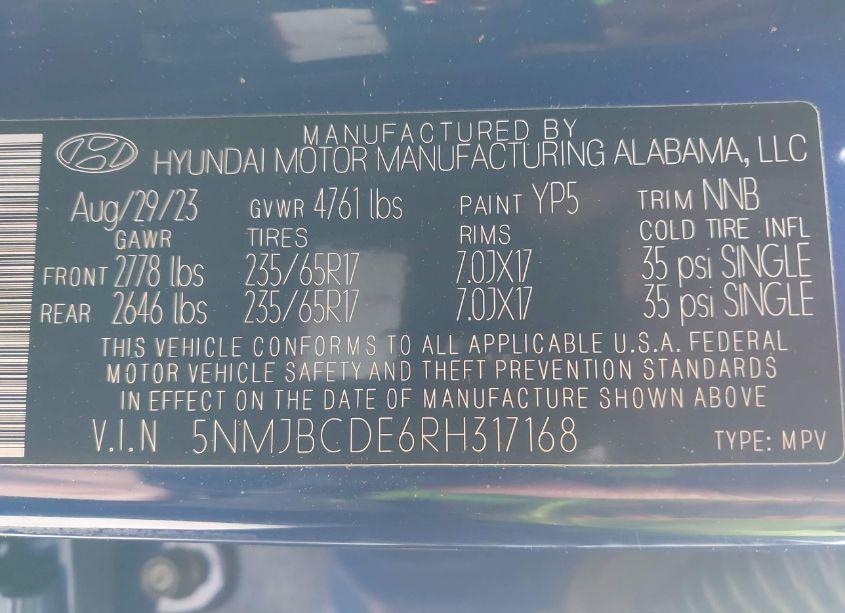 MANUFACTURED BY
HYUNDAI MOTOR MANUFACTURING ALABAMA, LLC
Aug/29/23 GVWR 4761 lbs PAINT YP5 TRIM NNB
GAWR TIRES RIMS COLD TIRE INFL
FRONT 2778 lbs 235/65R17 7.0JX17 35 psi SINGLE
REAR 2646 lbs 235/65R17 7.0JX17 35 psi SINGLE
THIS VEHICLE CONFORMS TO ALL APPLICABLE U.S.A. FEDERAL
MOTOR VEHICLE SAFETY AND THEFT PREVENTION STANDARDS
IN EFFECT ON THE DATE OF MANUFACTURE SHOWN ABOVE
V.I.N 5NMJBCDE6RH317168 TYPE: MPV